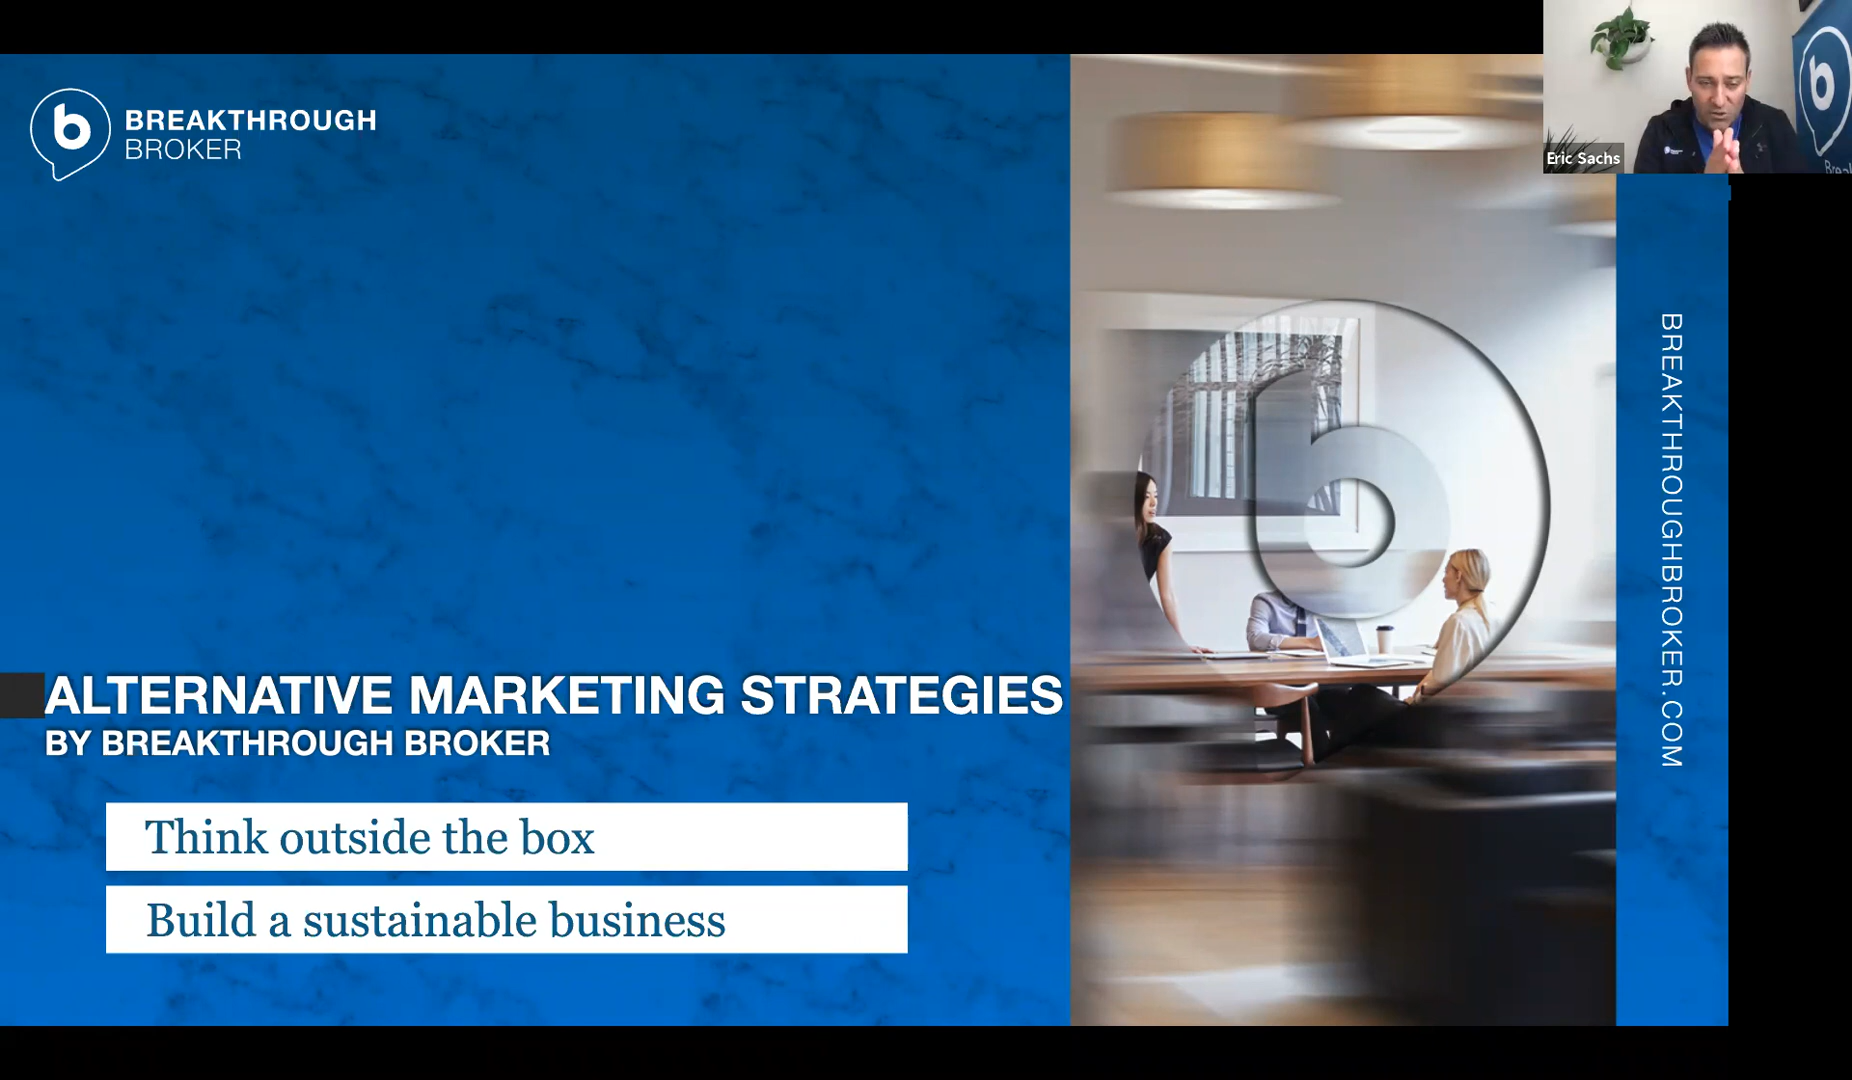 b BREAKTHROUGH
BROKER
Eric Sachs
b
Brea
b
BREAKTHROUGHBROKER.COM
ALTERNATIVE MARKETING STRATEGIES
BY BREAKTHROUGH BROKER
Think outside the box
Build a sustainable business